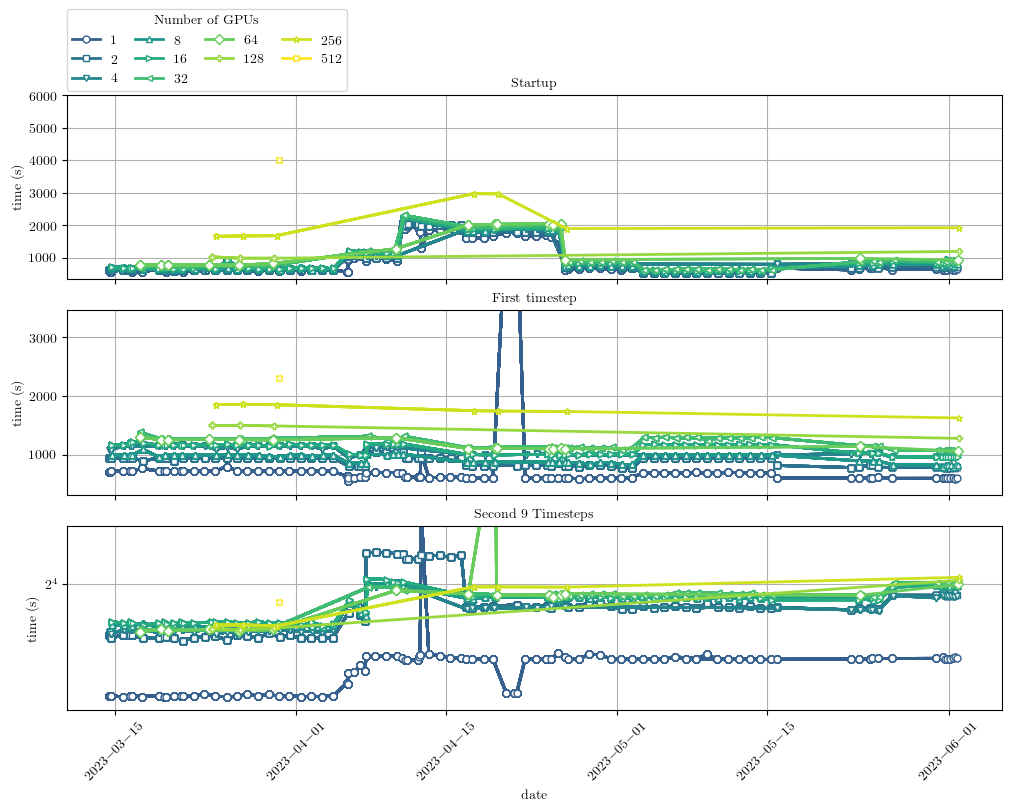 Number of GPUs
1 8 64 256
2 16 128 512
4 32
Startup
6000
5000
4000
3000
2000
1000
time (s)
First timestep
3000
2000
1000
time (s)
Second 9 Timesteps
2^4
time (s)
2023−03−15 2023−04−01 2023−04−15 2023−05−01 2023−05−15 2023−06−01
date